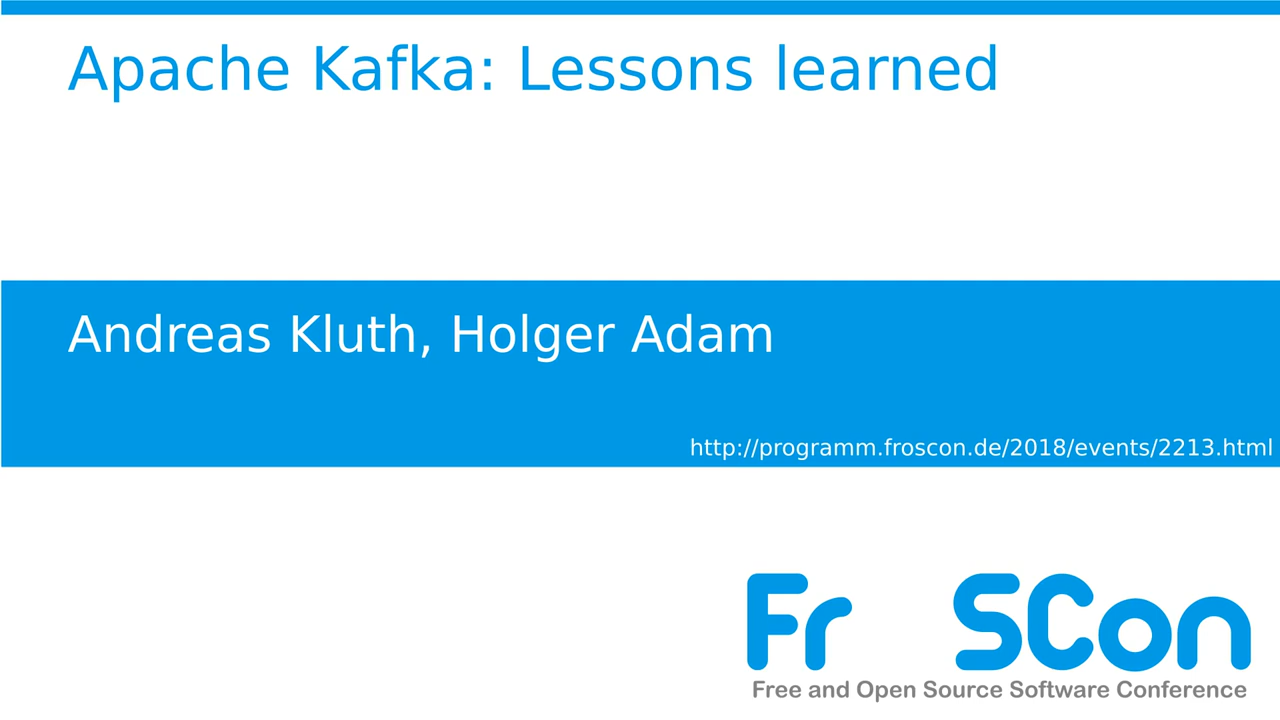 Apache Kafka: Lessons learned
Andreas Kluth, Holger Adam
http://programm.froscon.de/2018/events/2213.html
Fr SCon
Free and Open Source Software Conference